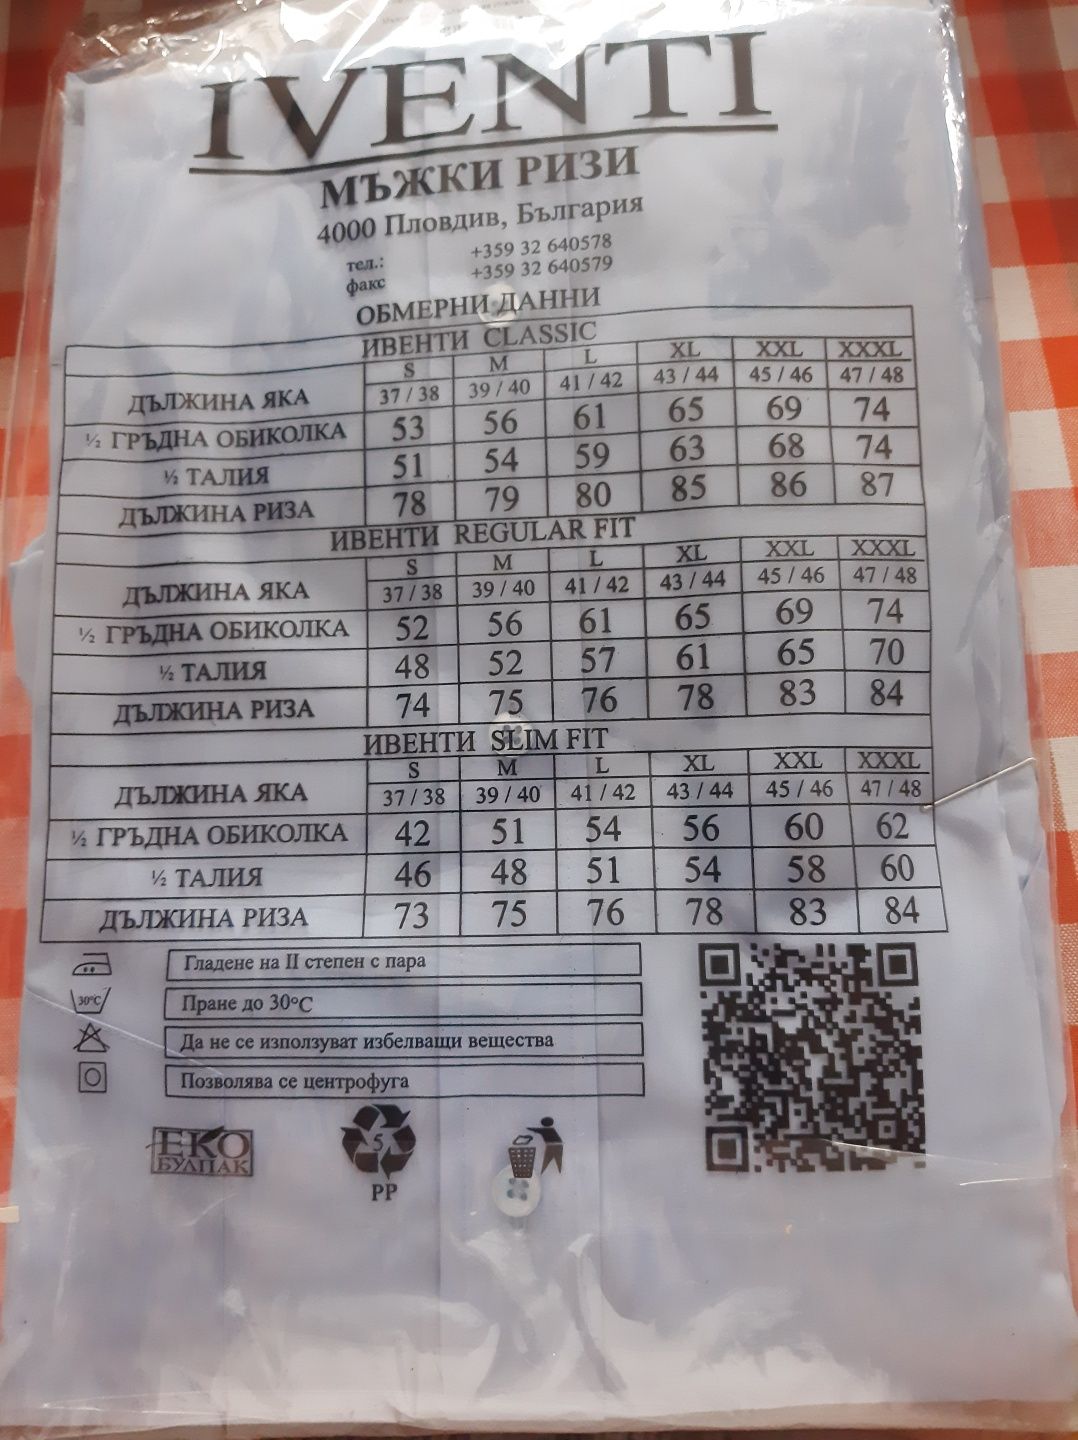 IVENTI
МЪЖКИ РИЗИ
4000 Пловдив, България
тел.: +359 32 640578
факс +359 32 640579
ОБМЕРНИ ДАННИ
ИВЕНТИ CLASSIC
S M L XL XXL XXXL
ДЪЛЖИНА ЯКА 37 / 38 39 / 40 41 / 42 43 / 44 45 / 46 47 / 48
½ ГРЪДНА ОБИКОЛКА 53 56 61 65 69 74
½ ТАЛИЯ 51 54 59 63 68 74
ДЪЛЖИНА РИЗА 78 79 80 85 86 87
ИВЕНТИ REGULAR FIT
S M L XL XXL XXXL
ДЪЛЖИНА ЯКА 37 / 38 39 / 40 41 / 42 43 / 44 45 / 46 47 / 48
½ ГРЪДНА ОБИКОЛКА 52 56 61 65 69 74
½ ТАЛИЯ 48 52 57 61 65 70
ДЪЛЖИНА РИЗА 74 75 76 78 83 84
ИВЕНТИ SLIM FIT
S M L XL XXL XXXL
ДЪЛЖИНА ЯКА 37 / 38 39 / 40 41 / 42 43 / 44 45 / 46 47 / 48
½ ГРЪДНА ОБИКОЛКА 42 51 54 56 60 62
½ ТАЛИЯ 46 48 51 54 58 60
ДЪЛЖИНА РИЗА 73 75 76 78 83 84
Гладене на II степен с пара
30°C Пране до 30°C
Да не се използуват избелващи вещества
Позволява се центрофуга
ЕКО
БУЛПАК
5
PP